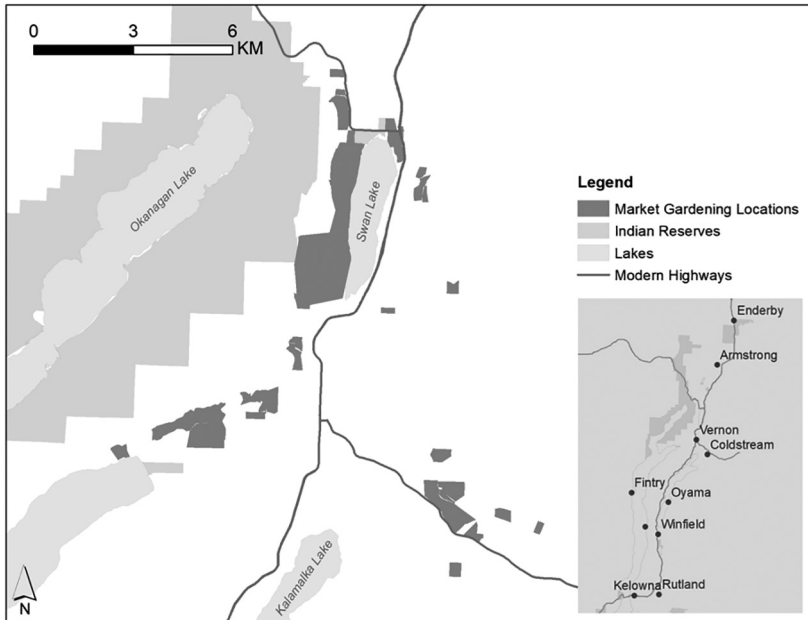 0 3 6
KM
Okanagan Lake
Swan Lake
Kalamalka Lake
N
Legend
Market Gardening Locations
Indian Reserves
Lakes
Modern Highways
Enderby
Armstrong
Vernon
Coldstream
Fintry
Oyama
Winfield
Kelowna
Rutland